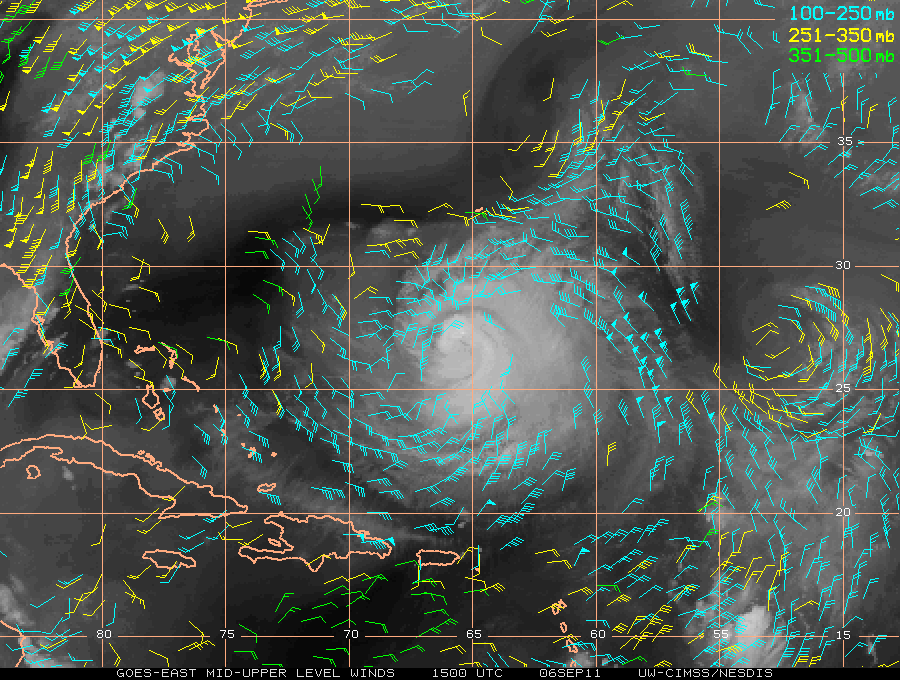 100-250mb
251-350mb
351-500mb
35
30
25
20
80 75 70 65 60 55 15
GOES-EAST MID-UPPER LEVEL WINDS 1500 UTC 06SEP11 UW-CIMSS/NESDIS